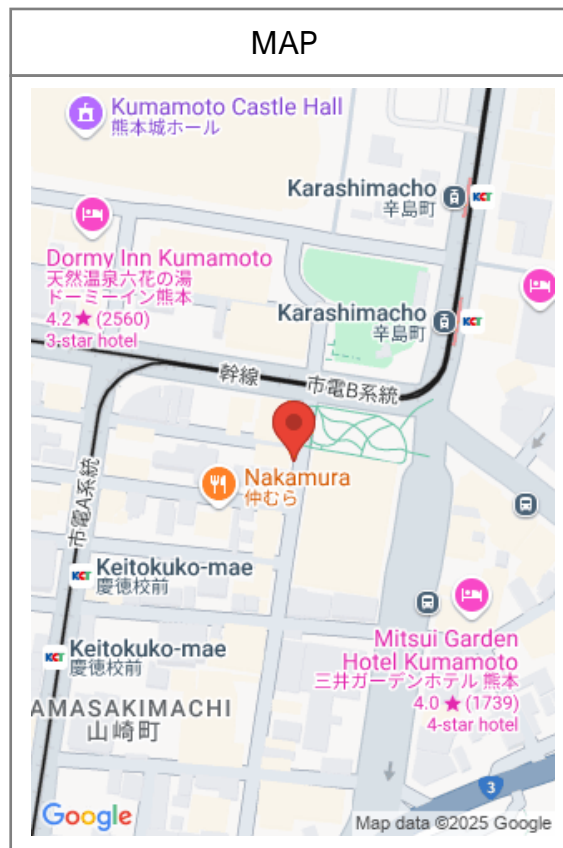 MAP
Kumamoto Castle Hall
熊本城ホール
Karashimacho
辛島町
KCT
Dormy Inn Kumamoto
天然温泉六花の湯
ドーミーイン熊本
4.2★(2560)
3-star hotel
Karashimacho
辛島町
KCT
幹線
市電B系統
Nakamura
仲むら
市電A系統
KCT
Keitokuko-mae
慶徳校前
Keitokuko-mae
KCT
慶徳校前
Mitsui Garden
Hotel Kumamoto
三井ガーデンホテル 熊本
4.0★(1739)
4-star hotel
AMASAKIMACHI
山崎町
3
Google
Map data ©2025 Google